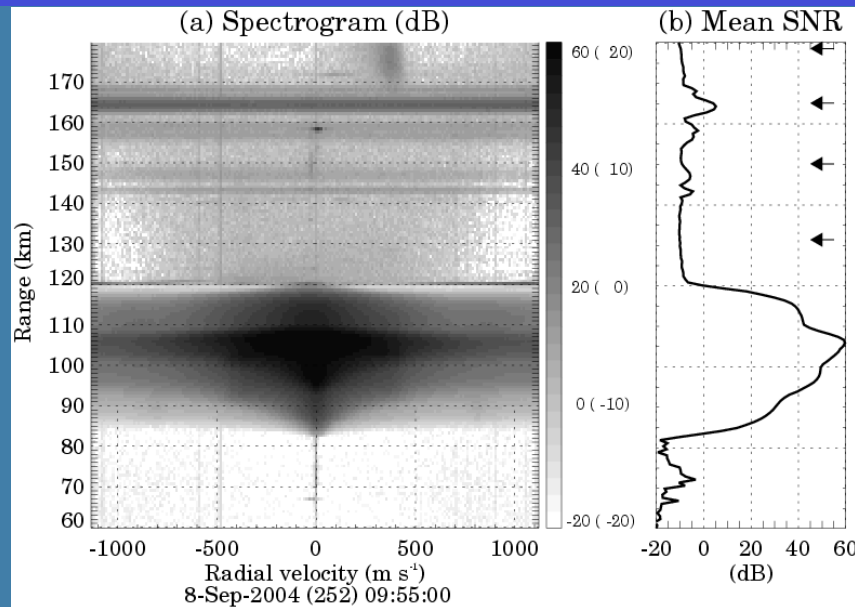 (a) Spectrogram (dB)
(b) Mean SNR
Range (km)
170
160
150
140
130
120
110
100
90
80
70
60
-1000 -500 0 500 1000
Radial velocity (m s⁻¹)
8-Sep-2004 (252) 09:55:00
60 ( 20)
40 ( 10)
20 ( 0)
0 ( -10)
-20 ( -20)
-20 0 20 40 60
(dB)